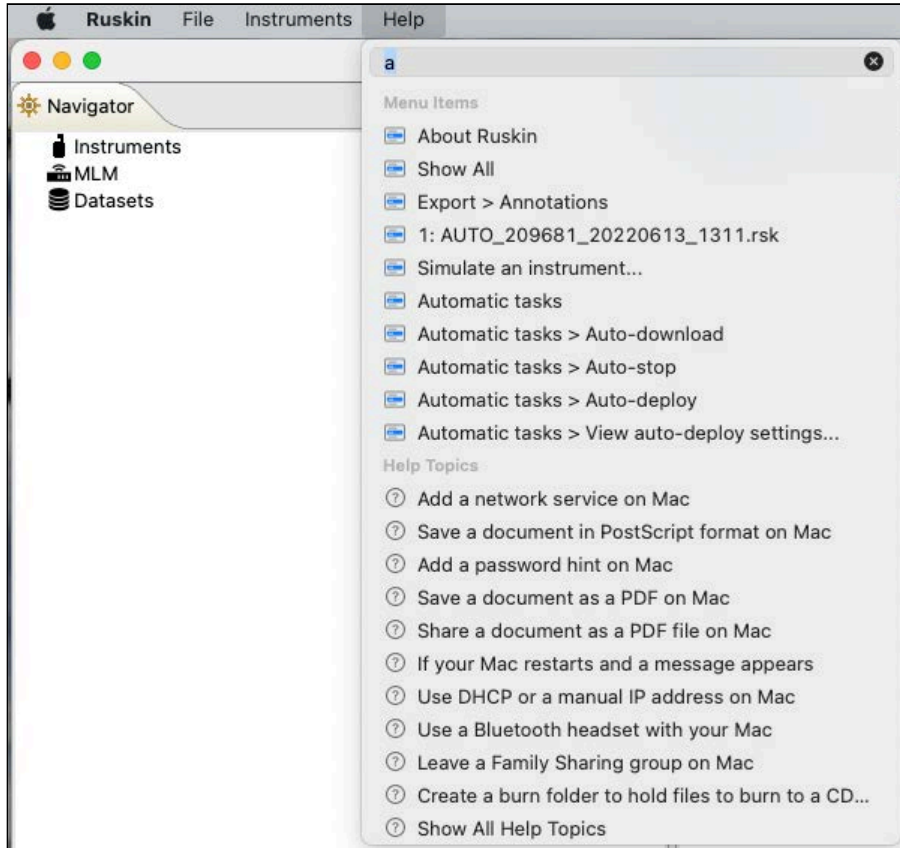 Ruskin File Instruments Help
Navigator
Instruments
MLM
Datasets
a
Menu Items
About Ruskin
Show All
Export > Annotations
1: AUTO_209681_20220613_1311.rsk
Simulate an instrument...
Automatic tasks
Automatic tasks > Auto-download
Automatic tasks > Auto-stop
Automatic tasks > Auto-deploy
Automatic tasks > View auto-deploy settings...
Help Topics
Add a network service on Mac
Save a document in PostScript format on Mac
Add a password hint on Mac
Save a document as a PDF on Mac
Share a document as a PDF file on Mac
If your Mac restarts and a message appears
Use DHCP or a manual IP address on Mac
Use a Bluetooth headset with your Mac
Leave a Family Sharing group on Mac
Create a burn folder to hold files to burn to a CD...
Show All Help Topics